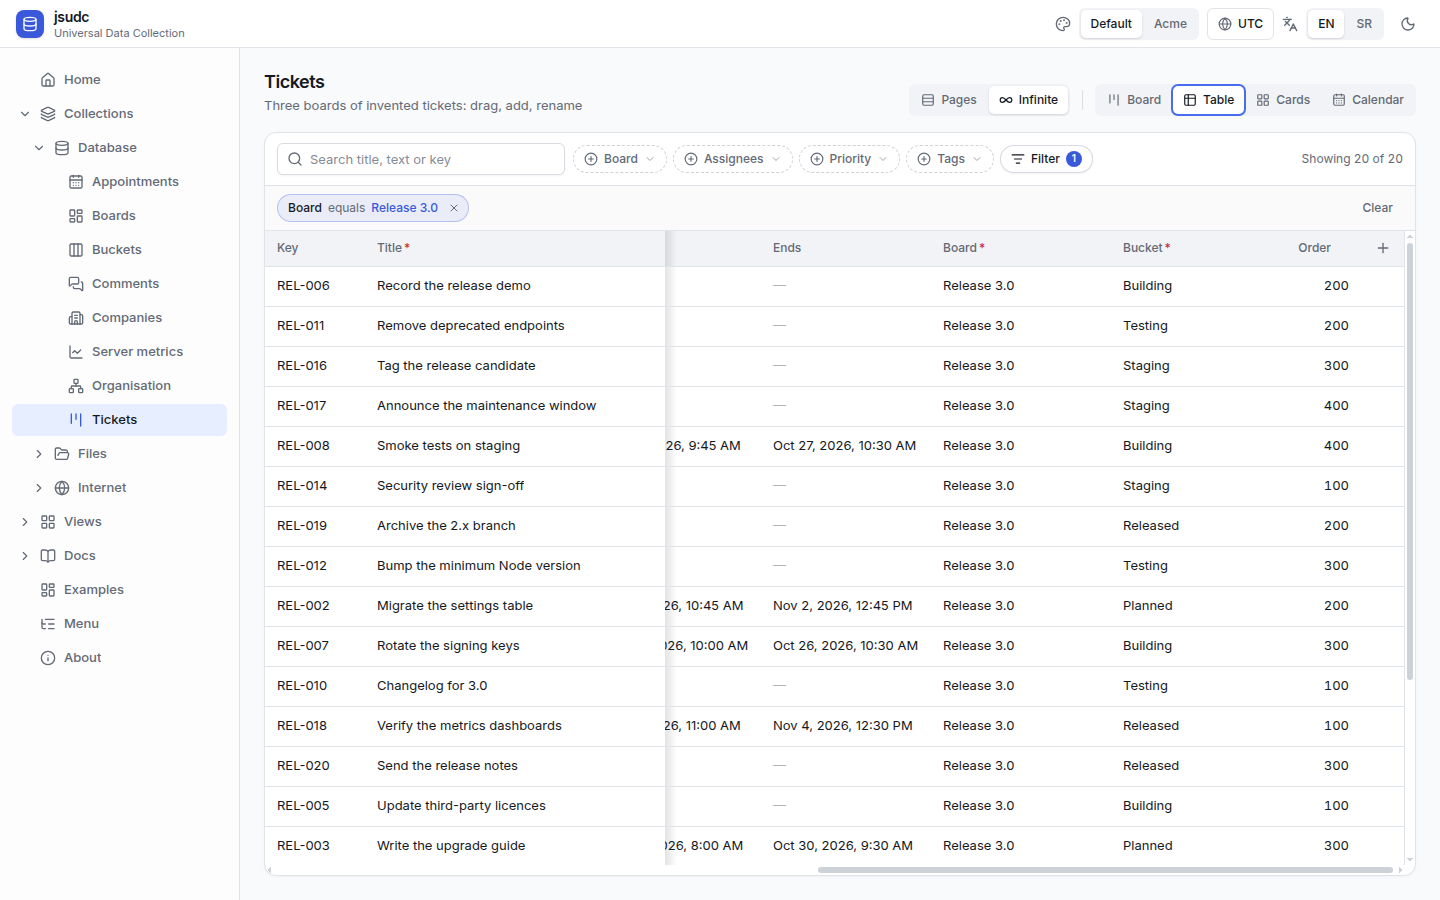 jsudc
Universal Data Collection
Default Acme UTC EN SR
Home
Collections
Database
Appointments
Boards
Buckets
Comments
Companies
Server metrics
Organisation
Tickets
Files
Internet
Views
Docs
Examples
Menu
About
Tickets
Three boards of invented tickets: drag, add, rename
Pages Infinite Board Table Cards Calendar
Search title, text or key Board Assignees Priority Tags Filter 1 Showing 20 of 20
Board equals Release 3.0 Clear
Key Title* Ends Board* Bucket* Order
REL-006 Record the release demo — Release 3.0 Building 200
REL-011 Remove deprecated endpoints — Release 3.0 Testing 200
REL-016 Tag the release candidate — Release 3.0 Staging 300
REL-017 Announce the maintenance window — Release 3.0 Staging 400
REL-008 Smoke tests on staging 26, 9:45 AM Oct 27, 2026, 10:30 AM Release 3.0 Building 400
REL-014 Security review sign-off — Release 3.0 Staging 100
REL-019 Archive the 2.x branch — Release 3.0 Released 200
REL-012 Bump the minimum Node version — Release 3.0 Testing 300
REL-002 Migrate the settings table 26, 10:45 AM Nov 2, 2026, 12:45 PM Release 3.0 Planned 200
REL-007 Rotate the signing keys 026, 10:00 AM Oct 26, 2026, 10:30 AM Release 3.0 Building 300
REL-010 Changelog for 3.0 — Release 3.0 Testing 100
REL-018 Verify the metrics dashboards 26, 11:00 AM Nov 4, 2026, 12:30 PM Release 3.0 Released 100
REL-020 Send the release notes — Release 3.0 Released 300
REL-005 Update third-party licences — Release 3.0 Building 100
REL-003 Write the upgrade guide 026, 8:00 AM Oct 30, 2026, 9:30 AM Release 3.0 Planned 300